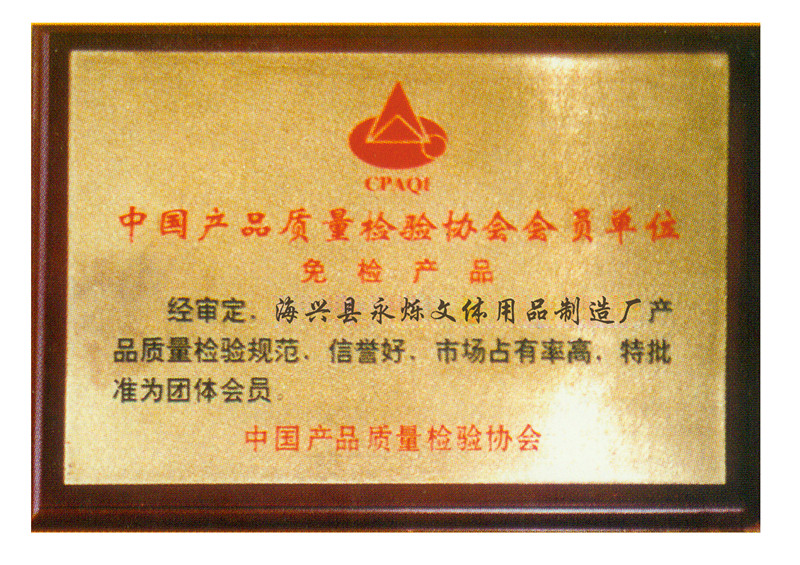 CPAQI
中国产品质量检验协会会员单位
免检产品
经审定，海兴县永烁文体用品制造厂产
品质量检验规范、信誉好、市场占有率高，特批
准为团体会员。
中国产品质量检验协会